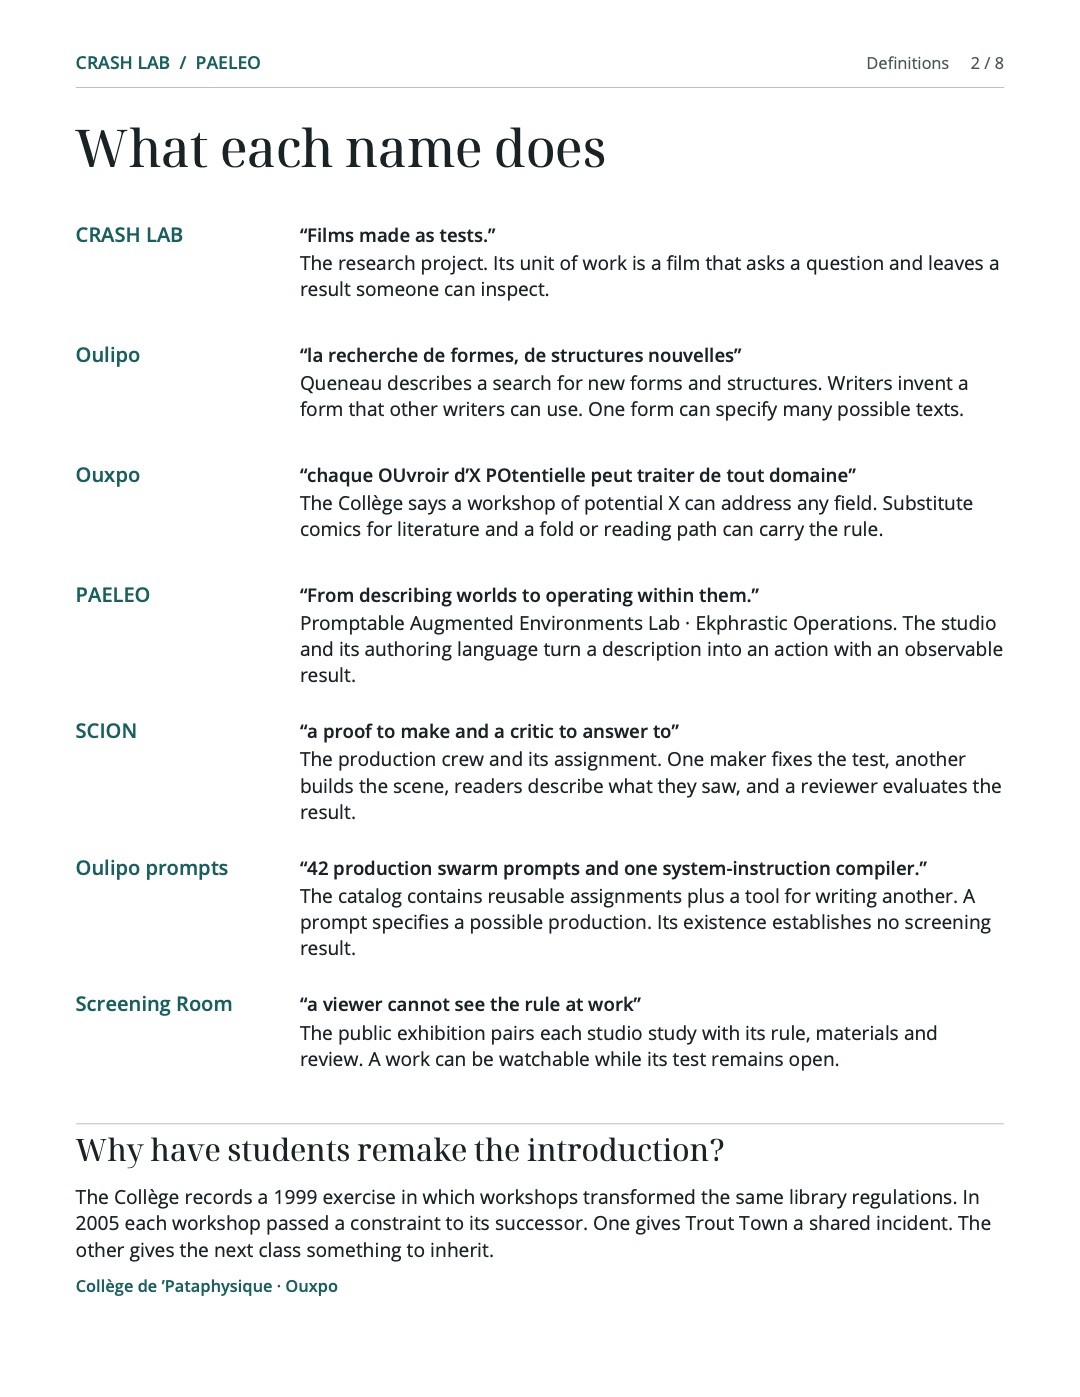 CRASH LAB / PAELEO
Definitions 2 / 8
What each name does
CRASH LAB
“Films made as tests.”
The research project. Its unit of work is a film that asks a question and leaves a
result someone can inspect.
Oulipo
“la recherche de formes, de structures nouvelles”
Queneau describes a search for new forms and structures. Writers invent a
form that other writers can use. One form can specify many possible texts.
Ouxpo
“chaque OUvroir d’X POtentielle peut traiter de tout domaine”
The Collège says a workshop of potential X can address any field. Substitute
comics for literature and a fold or reading path can carry the rule.
PAELEO
“From describing worlds to operating within them.”
Promptable Augmented Environments Lab · Ekphrastic Operations. The studio
and its authoring language turn a description into an action with an observable
result.
SCION
“a proof to make and a critic to answer to”
The production crew and its assignment. One maker fixes the test, another
builds the scene, readers describe what they saw, and a reviewer evaluates the
result.
Oulipo prompts
“42 production swarm prompts and one system-instruction compiler.”
The catalog contains reusable assignments plus a tool for writing another. A
prompt specifies a possible production. Its existence establishes no screening
result.
Screening Room
“a viewer cannot see the rule at work”
The public exhibition pairs each studio study with its rule, materials and
review. A work can be watchable while its test remains open.
Why have students remake the introduction?
The Collège records a 1999 exercise in which workshops transformed the same library regulations. In
2005 each workshop passed a constraint to its successor. One gives Trout Town a shared incident. The
other gives the next class something to inherit.
Collège de ’Pataphysique · Ouxpo